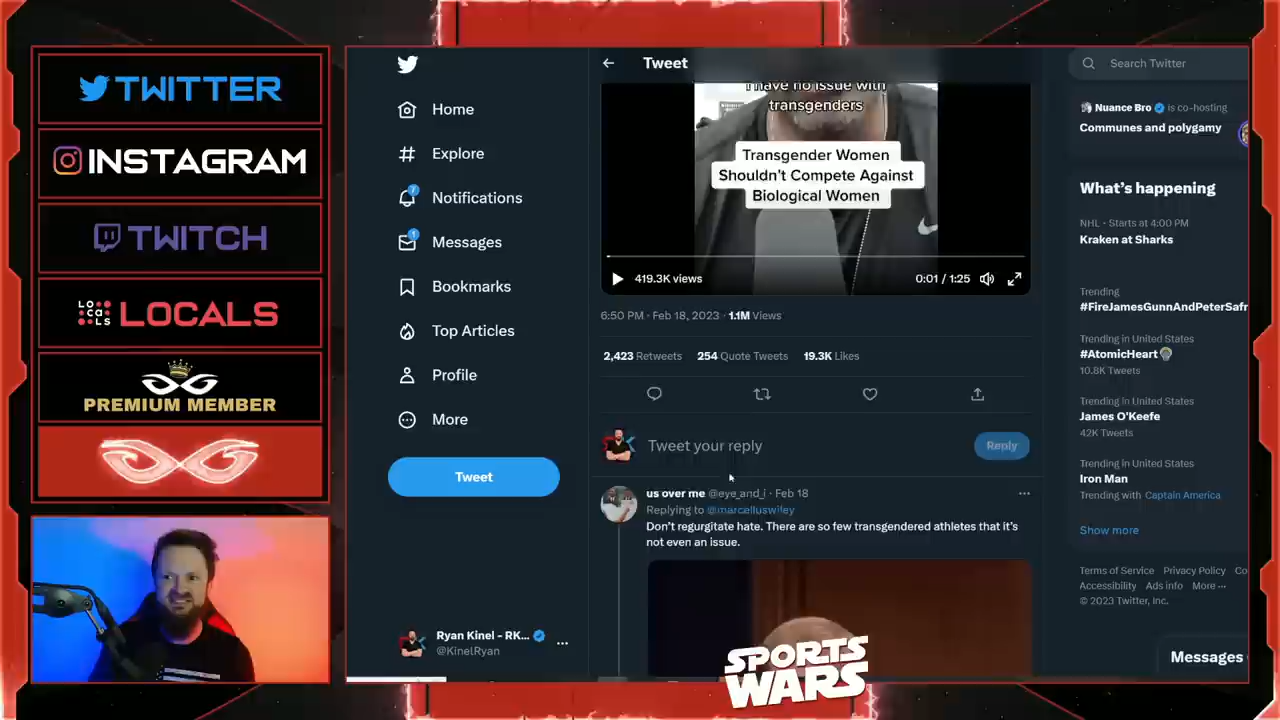 TWITTER
INSTAGRAM
TWITCH
LOCALS
LOCALS
PREMIUM MEMBER
Home
Explore
7
Notifications
1
Messages
Bookmarks
Top Articles
Profile
More
Tweet
Ryan Kinel - RK...
@KinelRyan
Tweet
I have no issue with
transgenders
Transgender Women
Shouldn't Compete Against
Biological Women
419.3K views
0:01 / 1:25
6:50 PM · Feb 18, 2023 · 1.1M Views
2,423 Retweets 254 Quote Tweets 19.3K Likes
Tweet your reply
Reply
us over me @eye_and_i · Feb 18
Replying to @marcelluswiley
Don't regurgitate hate. There are so few transgendered athletes that it's
not even an issue.
SPORTS
WARS
Search Twitter
Nuance Bro is co-hosting
Communes and polygamy
What's happening
NHL · Starts at 4:00 PM
Kraken at Sharks
Trending
#FireJamesGunnAndPeterSafr
Trending in United States
#AtomicHeart
10.8K Tweets
Trending in United States
James O'Keefe
42K Tweets
Trending in United States
Iron Man
Trending with Captain America
Show more
Terms of Service Privacy Policy Co
Accessibility Ads info More ...
© 2023 Twitter, Inc.
Messages